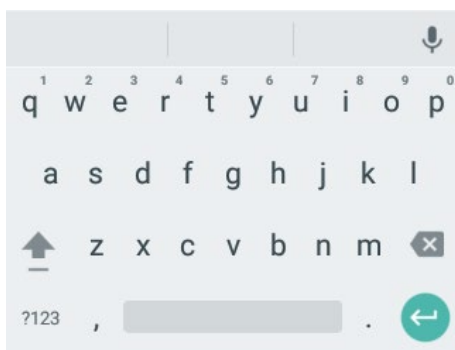 1 2 3 4 5 6 7 8 9 0
q w e r t y u i o p
a s d f g h j k l
z x c v b n m
?123 , .